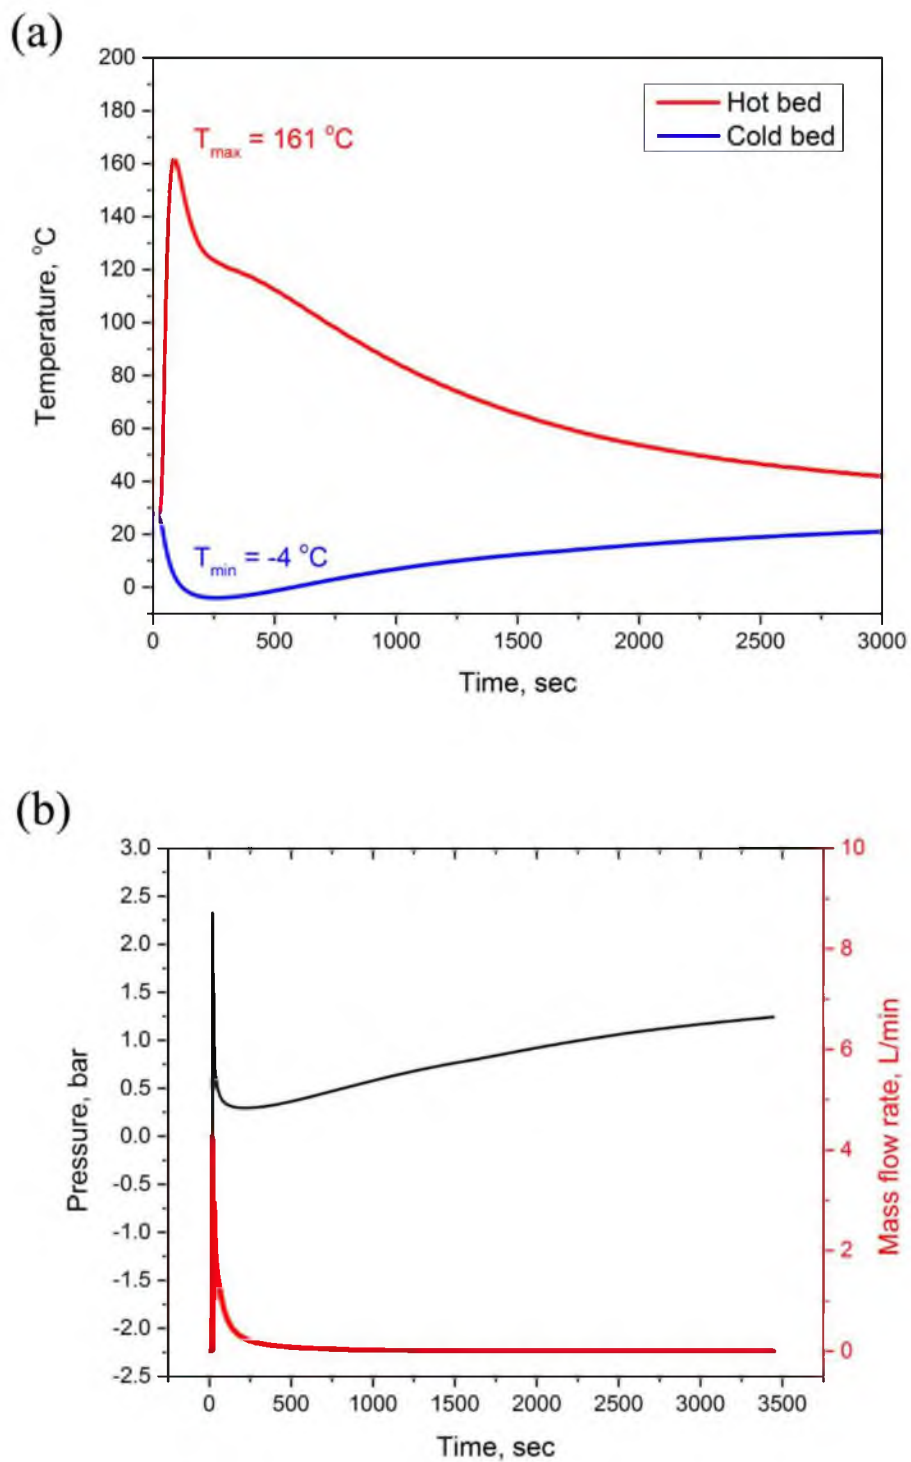 (a)
200
180
160
140
120
100
80
60
40
20
0
Temperature, °C
Hot bed
Cold bed
Tmax = 161 °C
Tmin = -4 °C
0 500 1000 1500 2000 2500 3000
Time, sec
(b)
3.0
2.5
2.0
1.5
1.0
0.5
0.0
-0.5
-1.0
-1.5
-2.0
-2.5
Pressure, bar
10
8
6
4
2
0
Mass flow rate, L/min
0 500 1000 1500 2000 2500 3000 3500
Time, sec